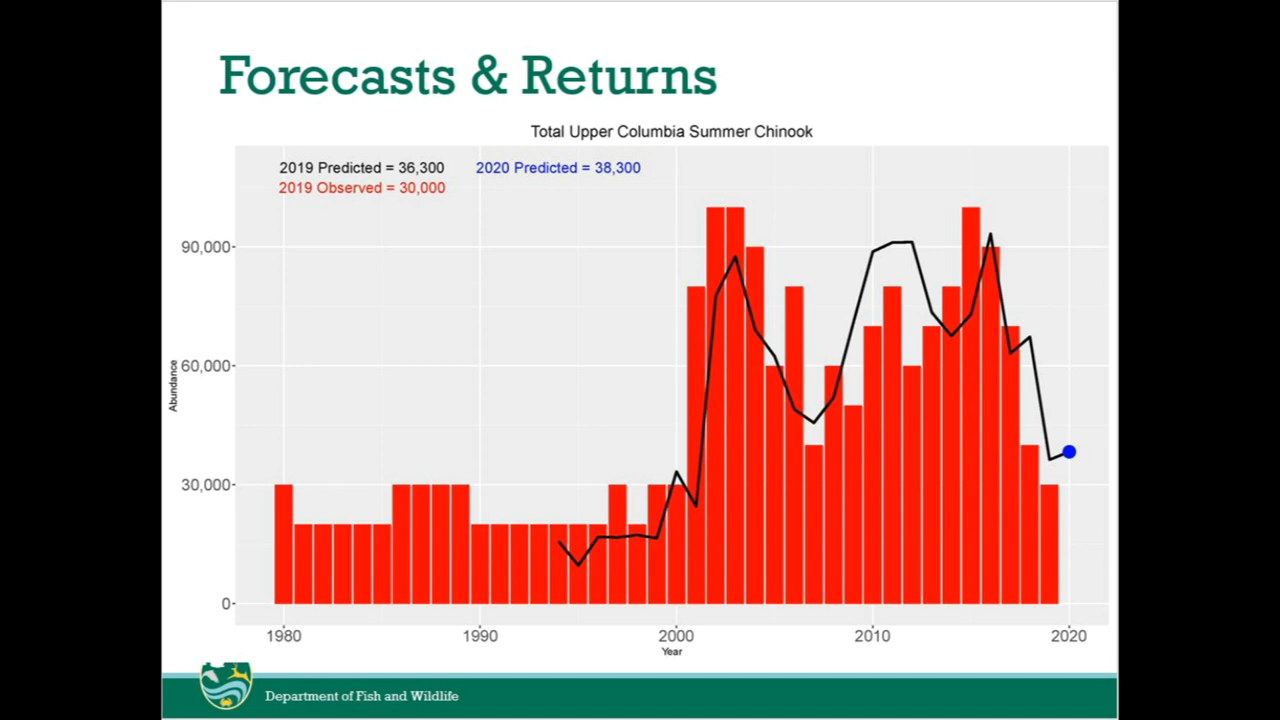 Forecasts & Returns
Total Upper Columbia Summer Chinook
2019 Predicted = 36,300 2020 Predicted = 38,300
2019 Observed = 30,000
90,000
60,000
30,000
0
Abundance
1980 1990 2000 2010 2020
Year
Department of Fish and Wildlife